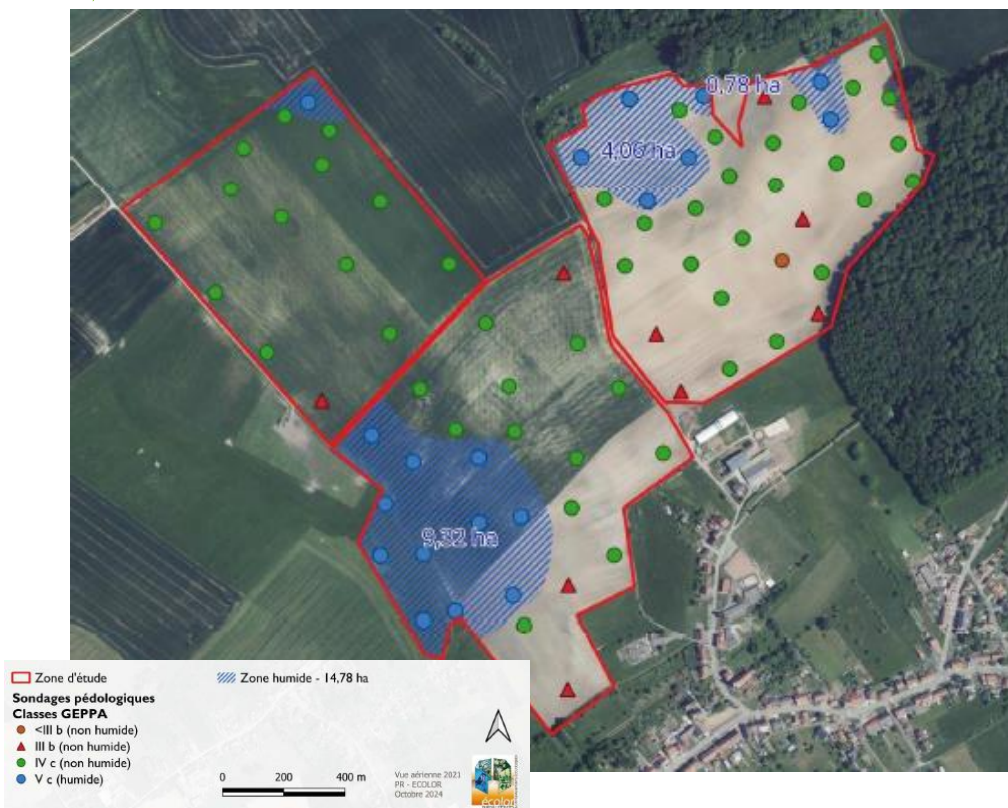 0,78 ha
4,06 ha
9,32 ha
Zone d'étude
Zone humide - 14,78 ha
Sondages pédologiques
Classes GEPPA
<III b (non humide)
III b (non humide)
IV c (non humide)
V c (humide)
0 200 400 m
Vue aérienne 2021
PR - ECOLOR
Octobre 2024
écolor